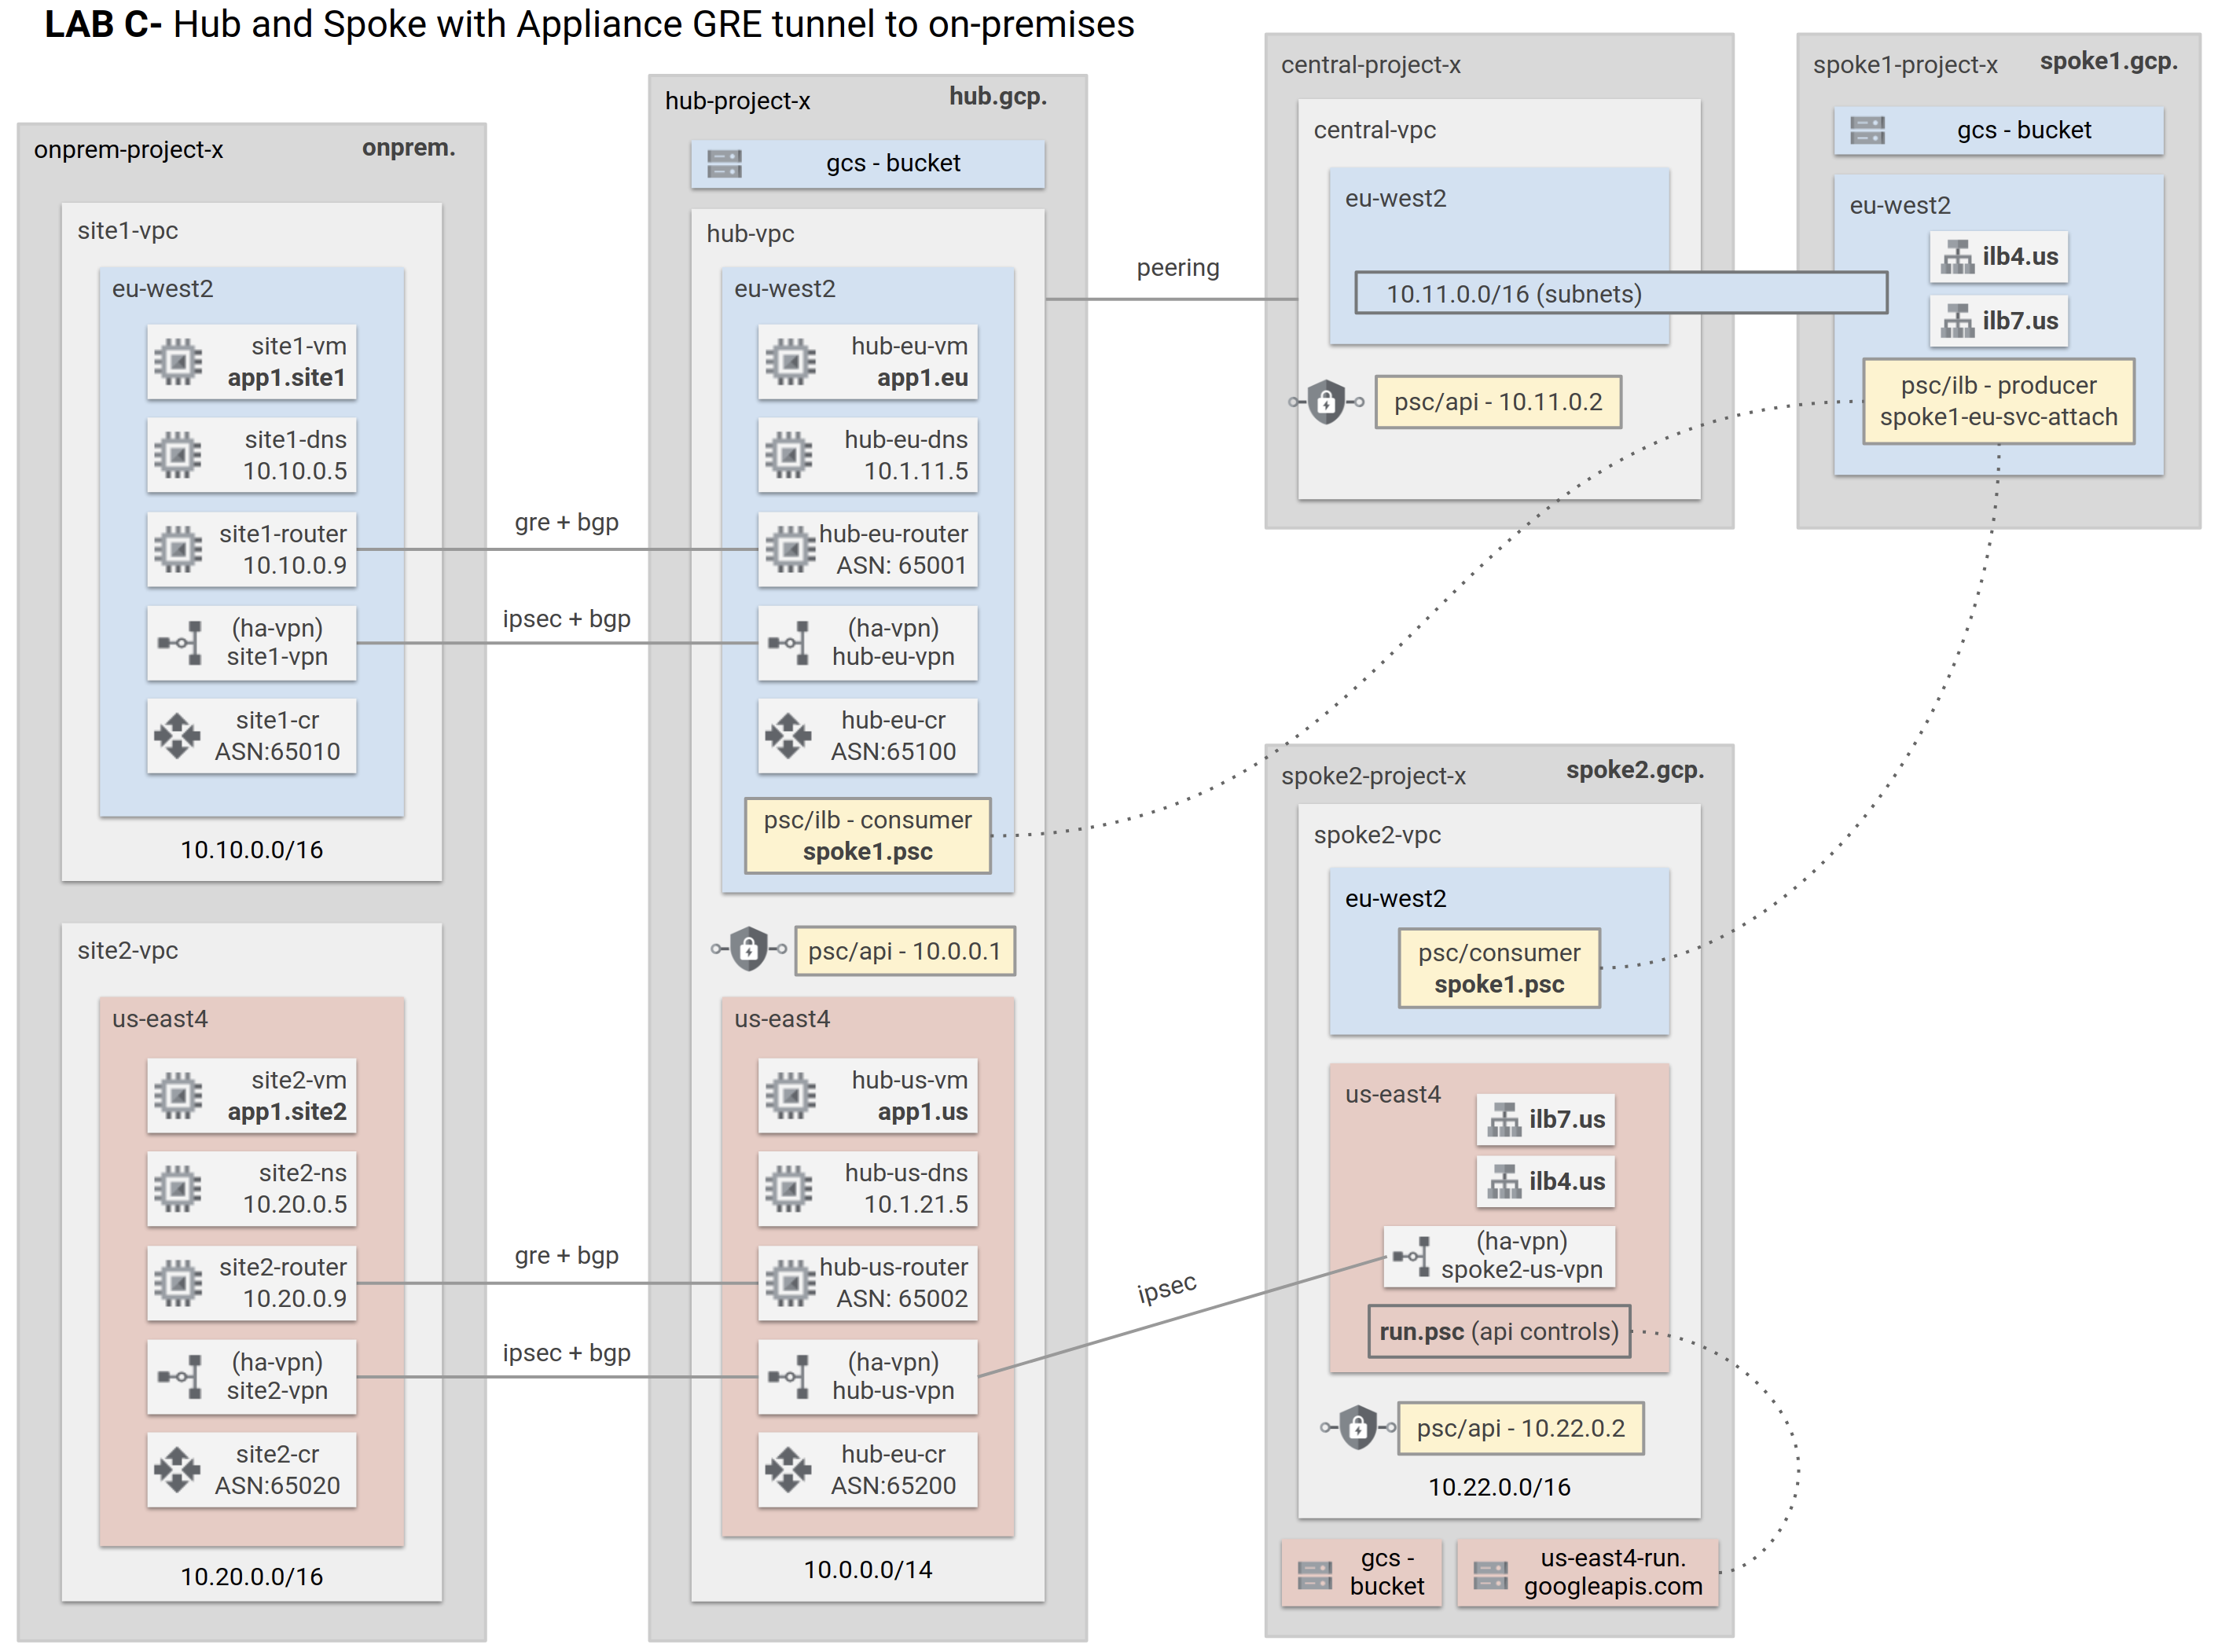 LAB C- Hub and Spoke with Appliance GRE tunnel to on-premises
onprem-project-x
onprem.
site1-vpc
eu-west2
site1-vm
app1.site1
site1-dns
10.10.0.5
site1-router
10.10.0.9
(ha-vpn)
site1-vpn
site1-cr
ASN:65010
10.10.0.0/16
site2-vpc
us-east4
site2-vm
app1.site2
site2-ns
10.20.0.5
site2-router
10.20.0.9
(ha-vpn)
site2-vpn
site2-cr
ASN:65020
10.20.0.0/16
gre + bgp
ipsec + bgp
gre + bgp
ipsec + bgp
hub-project-x
hub.gcp.
gcs - bucket
hub-vpc
eu-west2
hub-eu-vm
app1.eu
hub-eu-dns
10.1.11.5
hub-eu-router
ASN: 65001
(ha-vpn)
hub-eu-vpn
hub-eu-cr
ASN:65100
psc/ilb - consumer
spoke1.psc
psc/api - 10.0.0.1
us-east4
hub-us-vm
app1.us
hub-us-dns
10.1.21.5
hub-us-router
ASN: 65002
(ha-vpn)
hub-us-vpn
hub-eu-cr
ASN:65200
10.0.0.0/14
peering
ipsec
central-project-x
central-vpc
eu-west2
10.11.0.0/16 (subnets)
psc/api - 10.11.0.2
spoke1-project-x
spoke1.gcp.
gcs - bucket
eu-west2
ilb4.us
ilb7.us
psc/ilb - producer
spoke1-eu-svc-attach
spoke2-project-x
spoke2.gcp.
spoke2-vpc
eu-west2
psc/consumer
spoke1.psc
us-east4
ilb7.us
ilb4.us
(ha-vpn)
spoke2-us-vpn
run.psc (api controls)
psc/api - 10.22.0.2
10.22.0.0/16
gcs -
bucket
us-east4-run.
googleapis.com